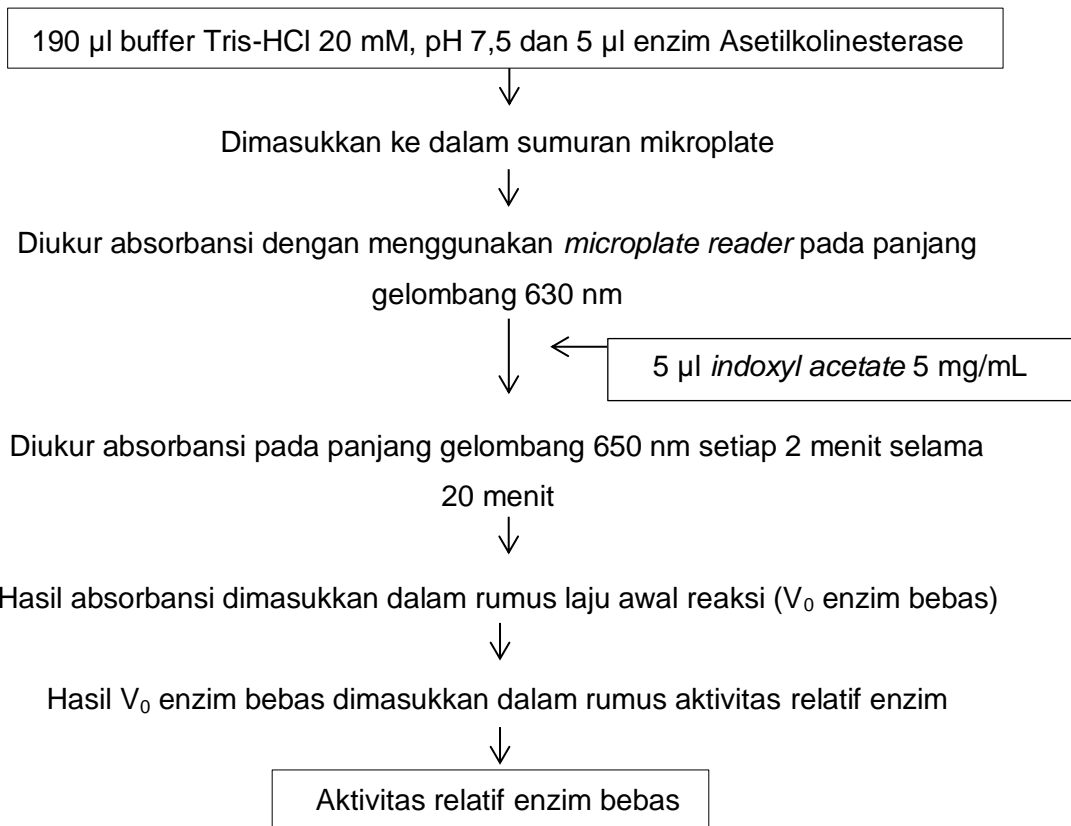 190 µl buffer Tris-HCl 20 mM, pH 7,5 dan 5 µl enzim Asetilkolinesterase
Dimasukkan ke dalam sumuran mikroplate
Diukur absorbansi dengan menggunakan microplate reader pada panjang
gelombang 630 nm
5 µl indoxyl acetate 5 mg/mL
Diukur absorbansi pada panjang gelombang 650 nm setiap 2 menit selama
20 menit
Hasil absorbansi dimasukkan dalam rumus laju awal reaksi (V₀ enzim bebas)
Hasil V₀ enzim bebas dimasukkan dalam rumus aktivitas relatif enzim
Aktivitas relatif enzim bebas